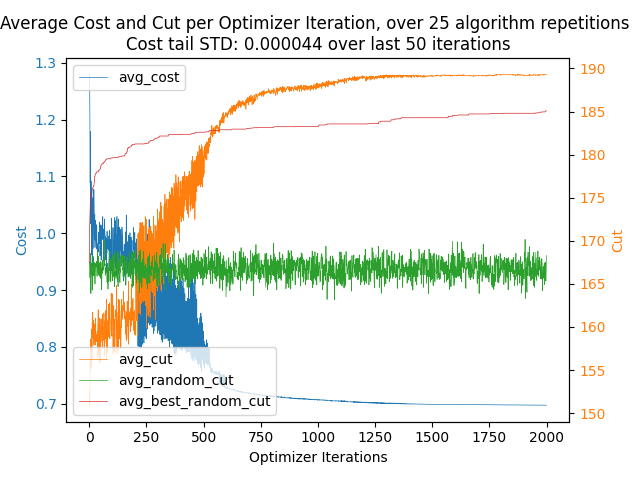 Average Cost and Cut per Optimizer Iteration, over 25 algorithm repetitions
Cost tail STD: 0.000044 over last 50 iterations
1.3
1.2
1.1
1.0
0.9
0.8
0.7
Cost
avg_cost
avg_cut
avg_random_cut
avg_best_random_cut
190
185
180
175
170
165
160
155
150
Cut
0
250
500
750
1000
1250
1500
1750
2000
Optimizer Iterations